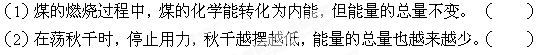 (1)煤的燃烧过程中，煤的化学能转化为内能，但能量的总量不变。(  )
(2)在荡秋千时，停止用力，秋千越摆越低，能量的总量也越来越少。(  )